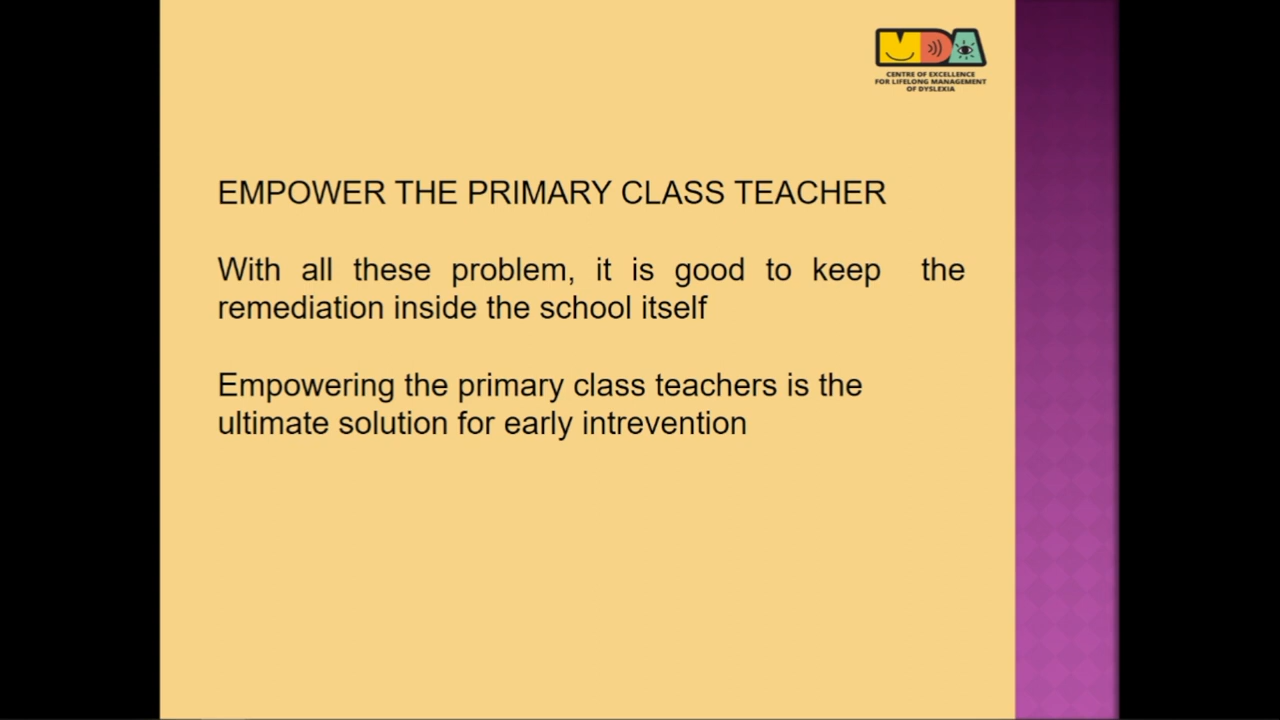 MDA
CENTRE OF EXCELLENCE
FOR LIFELONG MANAGEMENT
OF DYSLEXIA
EMPOWER THE PRIMARY CLASS TEACHER
With all these problem, it is good to keep the
remediation inside the school itself
Empowering the primary class teachers is the
ultimate solution for early intrevention